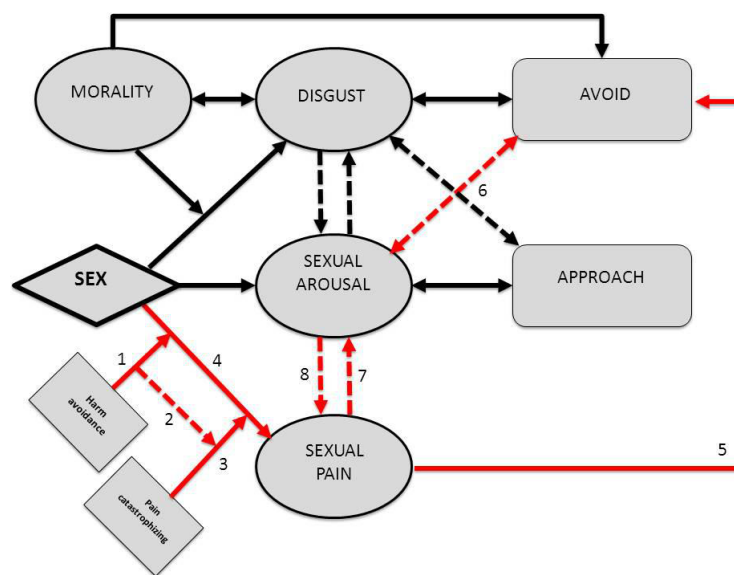 MORALITY
DISGUST
AVOID
6
SEX
SEXUAL
AROUSAL
APPROACH
1
4
8
7
Harm
avoidance
2
3
SEXUAL
PAIN
5
Pain
catastrophizing